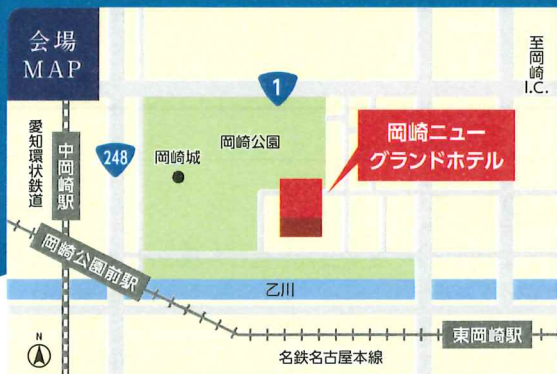 会場
MAP
至岡崎I.C.
1
愛知環状鉄道
中岡崎駅
248
岡崎城
岡崎公園
岡崎ニュー
グランドホテル
岡崎公園前駅
乙川
東岡崎駅
名鉄名古屋本線
N